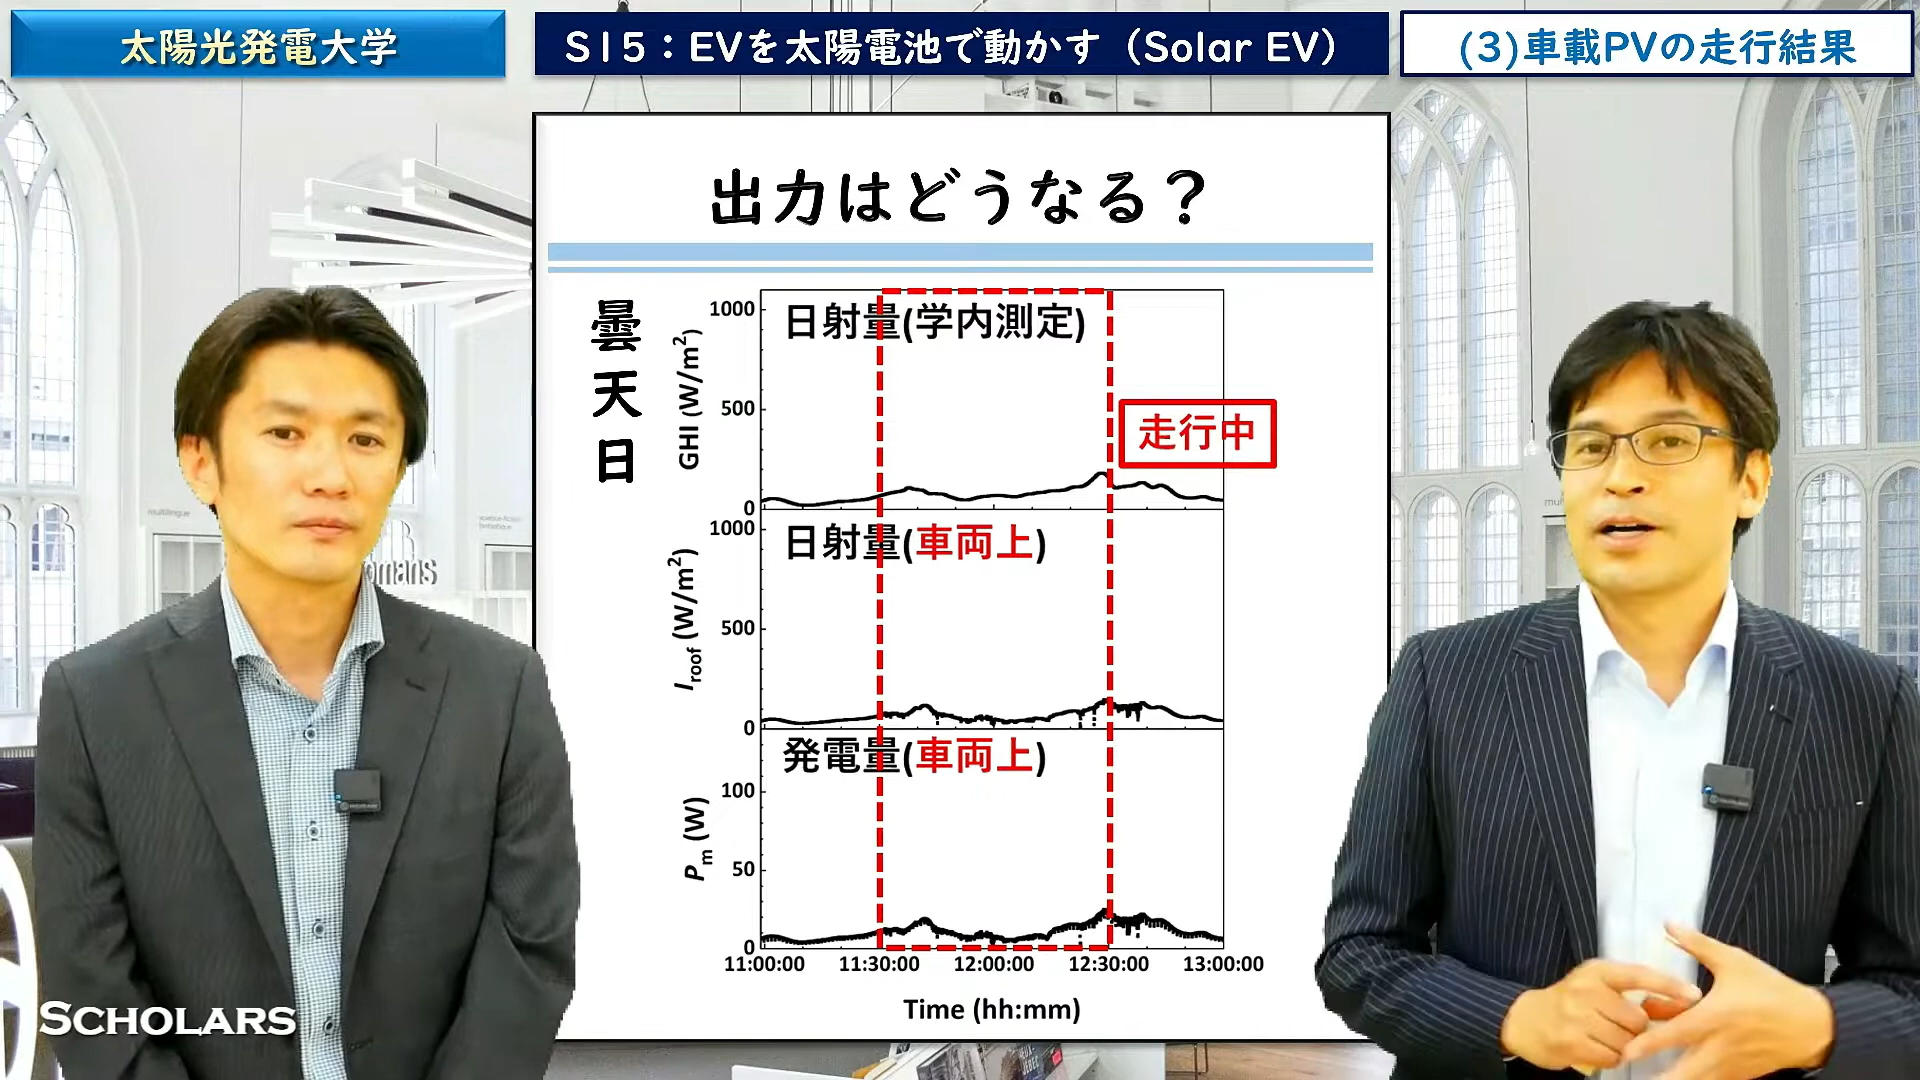 太陽光発電大学
S15：EVを太陽電池で動かす（Solar EV）
(3)車載PVの走行結果
出力はどうなる？
曇天日
日射量(学内測定)
GHI (W/m²)
1000
500
0
走行中
日射量(車両上)
Iroof (W/m²)
1000
500
0
発電量(車両上)
Pm (W)
100
50
0
11:00:00 11:30:00 12:00:00 12:30:00 13:00:00
Time (hh:mm)
multilingue
omans
SCHOLARS